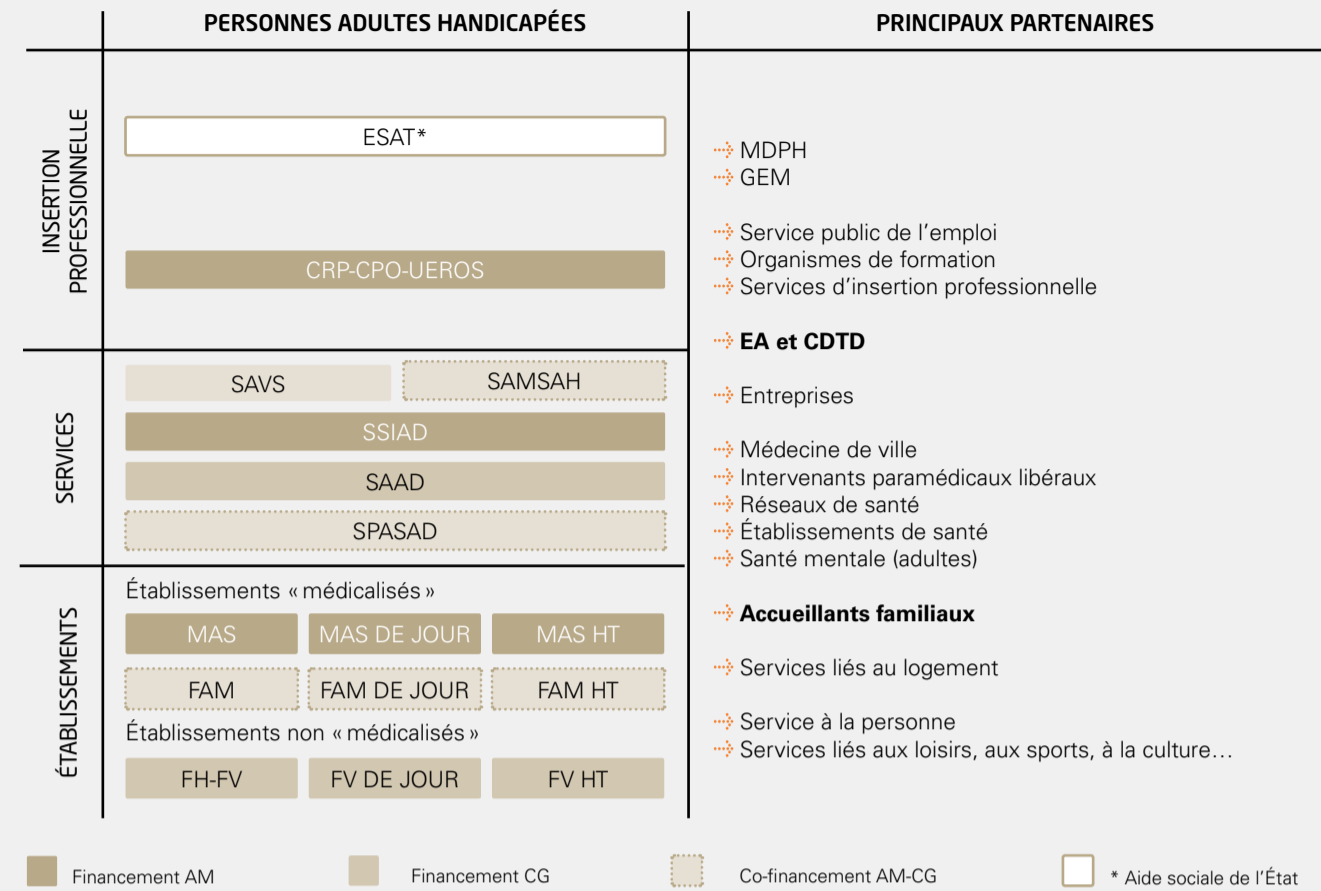 PERSONNES ADULTES HANDICAPÉES
PRINCIPAUX PARTENAIRES
INSERTION
PROFESSIONNELLE
ESAT*
CRP-CPO-UEROS
SERVICES
SAVS
SAMSAH
SSIAD
SAAD
SPASAD
ÉTABLISSEMENTS
Établissements « médicalisés »
MAS
MAS DE JOUR
MAS HT
FAM
FAM DE JOUR
FAM HT
Établissements non « médicalisés »
FH-FV
FV DE JOUR
FV HT
MDPH
GEM
Service public de l’emploi
Organismes de formation
Services d’insertion professionnelle
EA et CDTD
Entreprises
Médecine de ville
Intervenants paramédicaux libéraux
Réseaux de santé
Établissements de santé
Santé mentale (adultes)
Accueillants familiaux
Services liés au logement
Service à la personne
Services liés aux loisirs, aux sports, à la culture…
Financement AM
Financement CG
Co-financement AM-CG
* Aide sociale de l’État